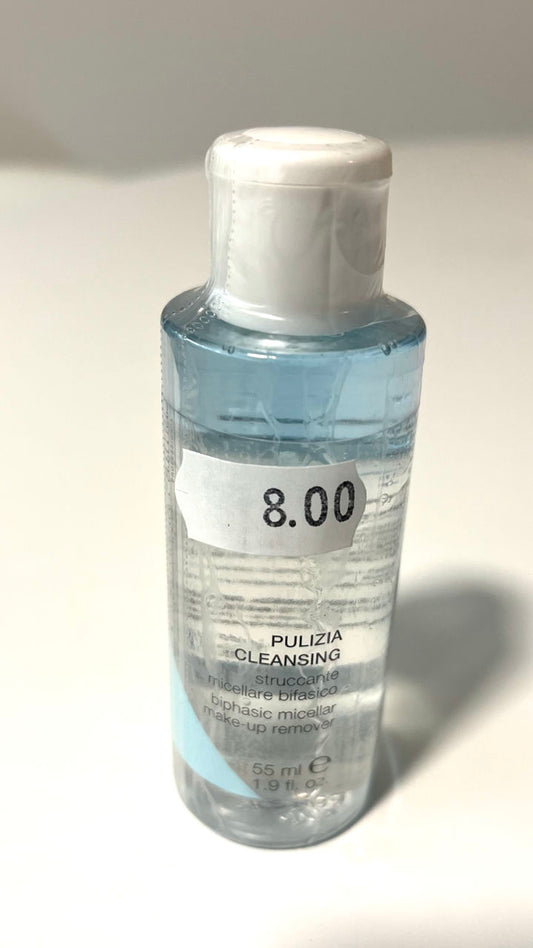 8.00
PULIZIA
CLEANSING
struccante
micellare bifasico
biphasic micellar
make-up remover
55 ml ℮
1.9 fl. oz.